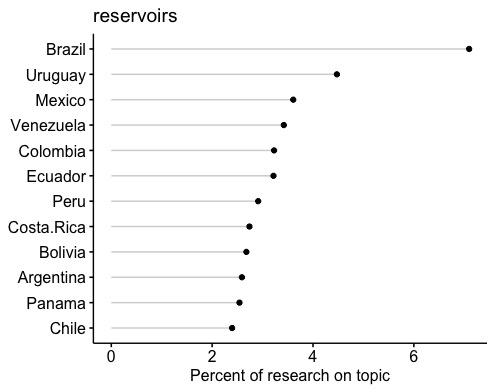 reservoirs
Brazil
Uruguay
Mexico
Venezuela
Colombia
Ecuador
Peru
Costa.Rica
Bolivia
Argentina
Panama
Chile
0 2 4 6
Percent of research on topic